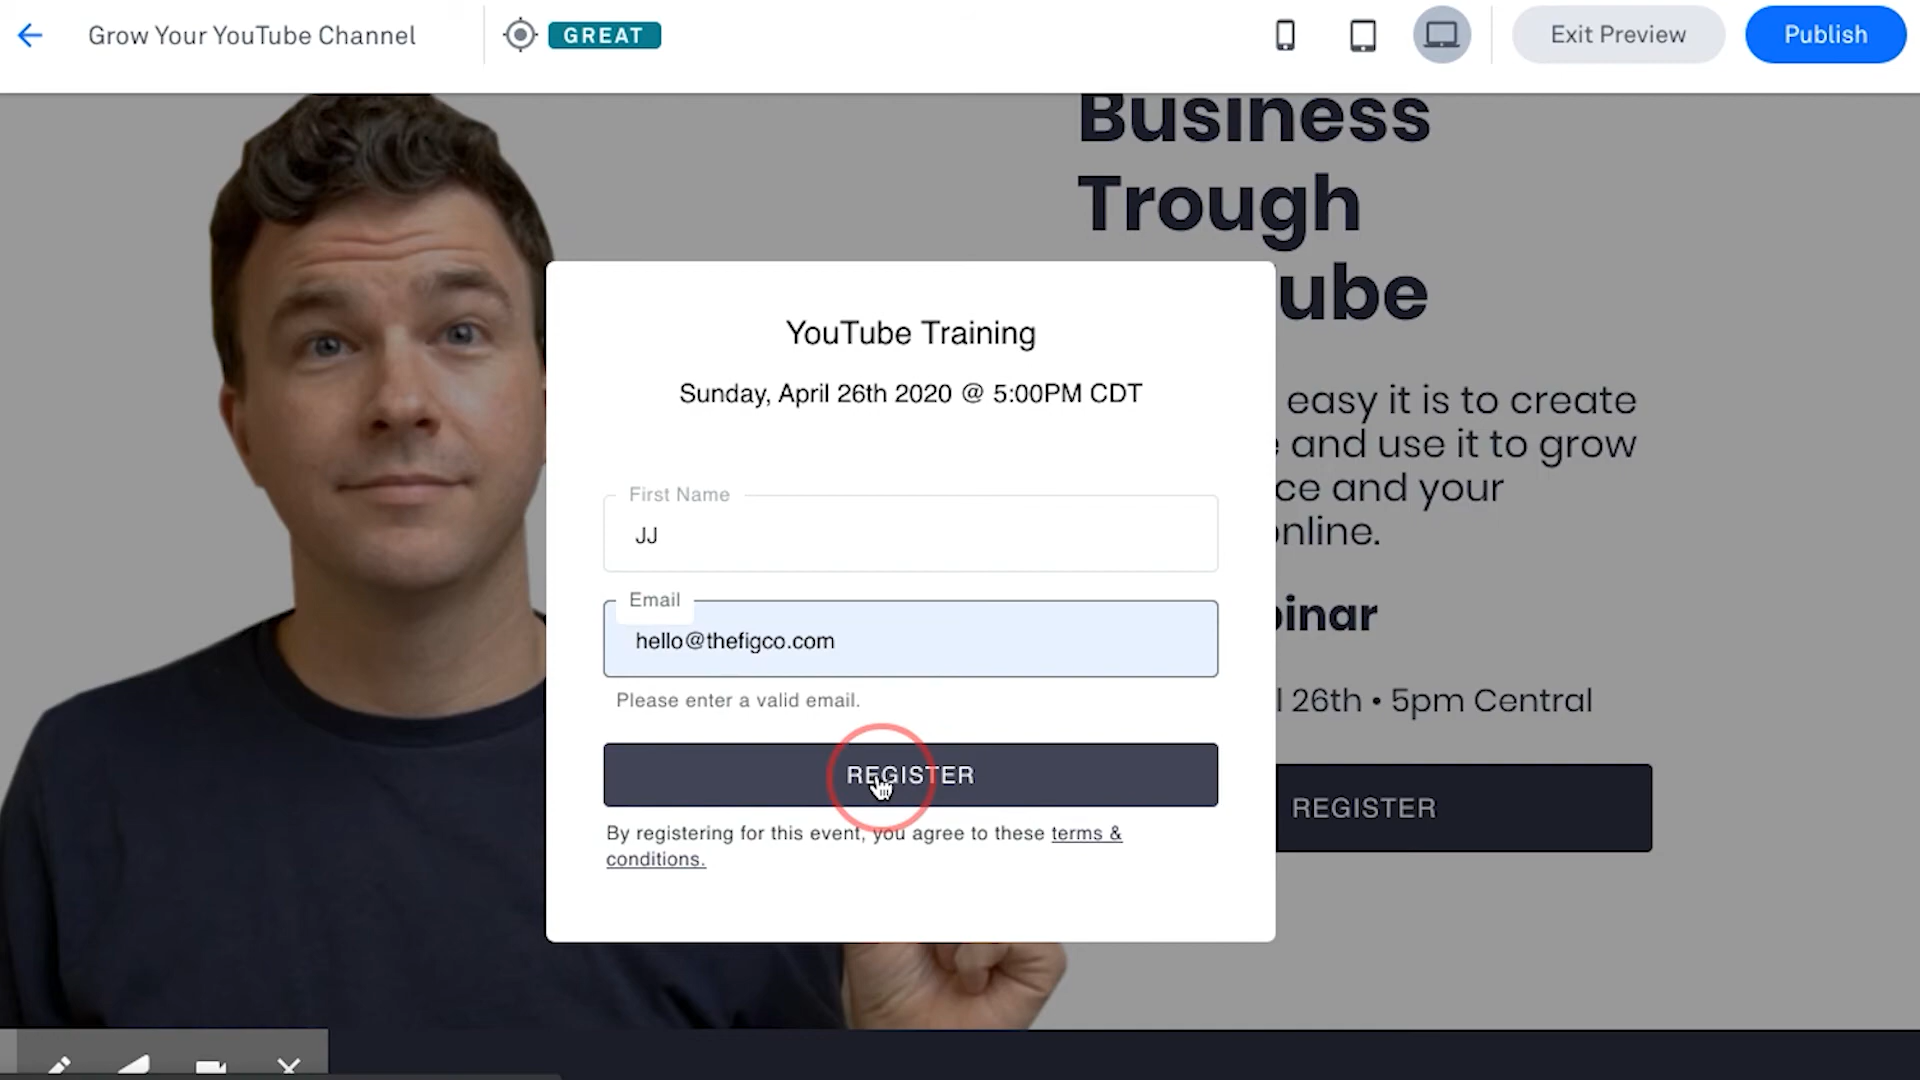 Grow Your YouTube Channel
GREAT
Exit Preview
Publish
Business
Trough
ube
easy it is to create
and use it to grow
ce and your
nline.
inar
26th • 5pm Central
REGISTER
YouTube Training
Sunday, April 26th 2020 @ 5:00PM CDT
First Name
JJ
Email
hello@thefigco.com
Please enter a valid email.
REGISTER
By registering for this event, you agree to these terms &
conditions.